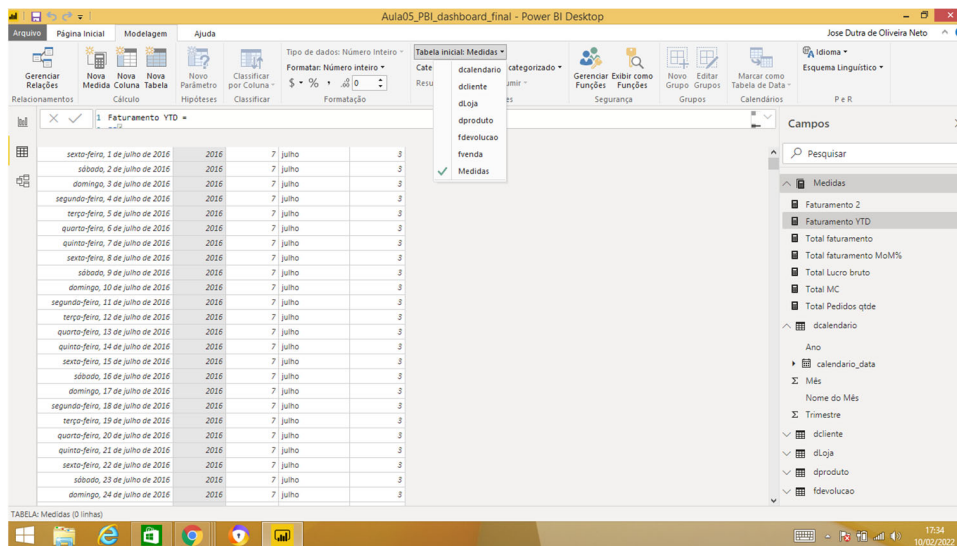 Aula05_PBI_dashboard_final - Power BI Desktop
Jose Dutra de Oliveira Neto
Arquivo Página Inicial Modelagem Ajuda
Gerenciar Relações
Relacionamentos
Nova Medida
Nova Coluna
Nova Tabela
Cálculo
Novo Parâmetro
Hipóteses
Classificar por Coluna
Classificar
Tipo de dados: Número Inteiro
Formatar: Número inteiro
$ % , .00 0
Formatação
Tabela inicial: Medidas
Cate categorizado
Resu umir
es
dcalendario
dcliente
dLoja
dproduto
fdevolucao
fvenda
Medidas
Gerenciar Funções
Exibir como Funções
Segurança
Novo Grupo
Editar Grupos
Grupos
Marcar como Tabela de Data
Calendários
Idioma
Esquema Linguístico
P e R
1 Faturamento YTD =
sexta-feira, 1 de julho de 2016 2016 7 julho 3
sábado, 2 de julho de 2016 2016 7 julho 3
domingo, 3 de julho de 2016 2016 7 julho 3
segunda-feira, 4 de julho de 2016 2016 7 julho 3
terça-feira, 5 de julho de 2016 2016 7 julho 3
quarta-feira, 6 de julho de 2016 2016 7 julho 3
quinta-feira, 7 de julho de 2016 2016 7 julho 3
sexta-feira, 8 de julho de 2016 2016 7 julho 3
sábado, 9 de julho de 2016 2016 7 julho 3
domingo, 10 de julho de 2016 2016 7 julho 3
segunda-feira, 11 de julho de 2016 2016 7 julho 3
terça-feira, 12 de julho de 2016 2016 7 julho 3
quarta-feira, 13 de julho de 2016 2016 7 julho 3
quinta-feira, 14 de julho de 2016 2016 7 julho 3
sexta-feira, 15 de julho de 2016 2016 7 julho 3
sábado, 16 de julho de 2016 2016 7 julho 3
domingo, 17 de julho de 2016 2016 7 julho 3
segunda-feira, 18 de julho de 2016 2016 7 julho 3
terça-feira, 19 de julho de 2016 2016 7 julho 3
quarta-feira, 20 de julho de 2016 2016 7 julho 3
quinta-feira, 21 de julho de 2016 2016 7 julho 3
sexta-feira, 22 de julho de 2016 2016 7 julho 3
sábado, 23 de julho de 2016 2016 7 julho 3
domingo, 24 de julho de 2016 2016 7 julho 3
Campos
Pesquisar
Medidas
Faturamento 2
Faturamento YTD
Total faturamento
Total faturamento MoM%
Total Lucro bruto
Total MC
Total Pedidos qtde
dcalendario
Ano
calendario_data
Σ Mês
Nome do Mês
Σ Trimestre
dcliente
dLoja
dproduto
fdevolucao
TABELA: Medidas (0 linhas)
17:34
10/02/2022